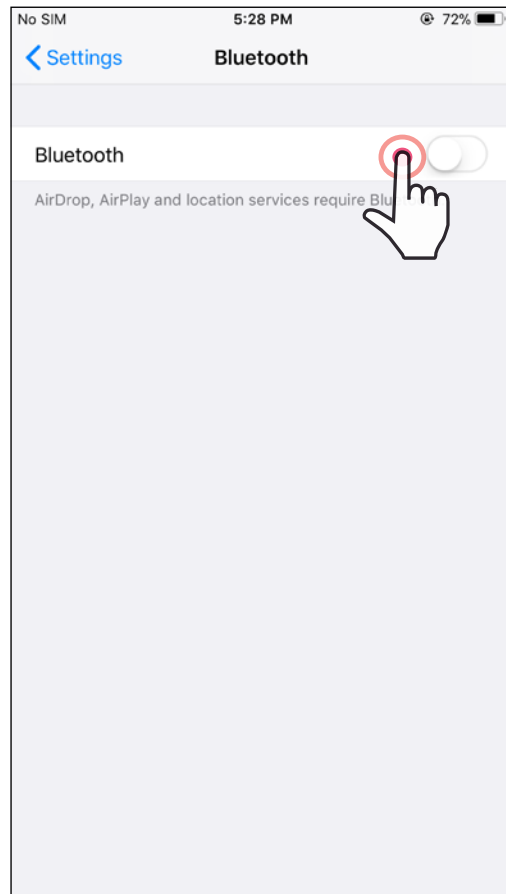 No SIM 5:28 PM 72%
Settings Bluetooth
Bluetooth
AirDrop, AirPlay and location services require